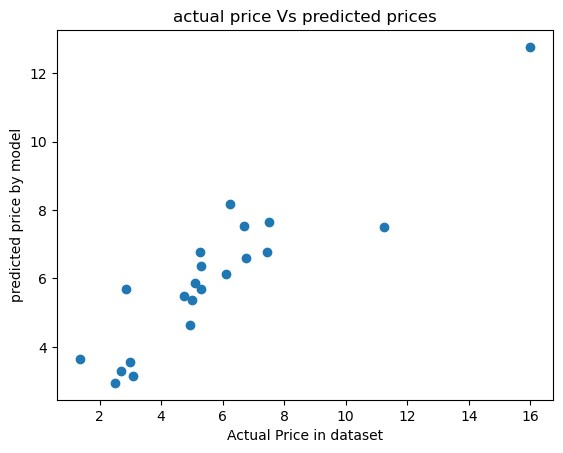 actual price Vs predicted prices
predicted price by model
12
10
8
6
4
2 4 6 8 10 12 14 16
Actual Price in dataset